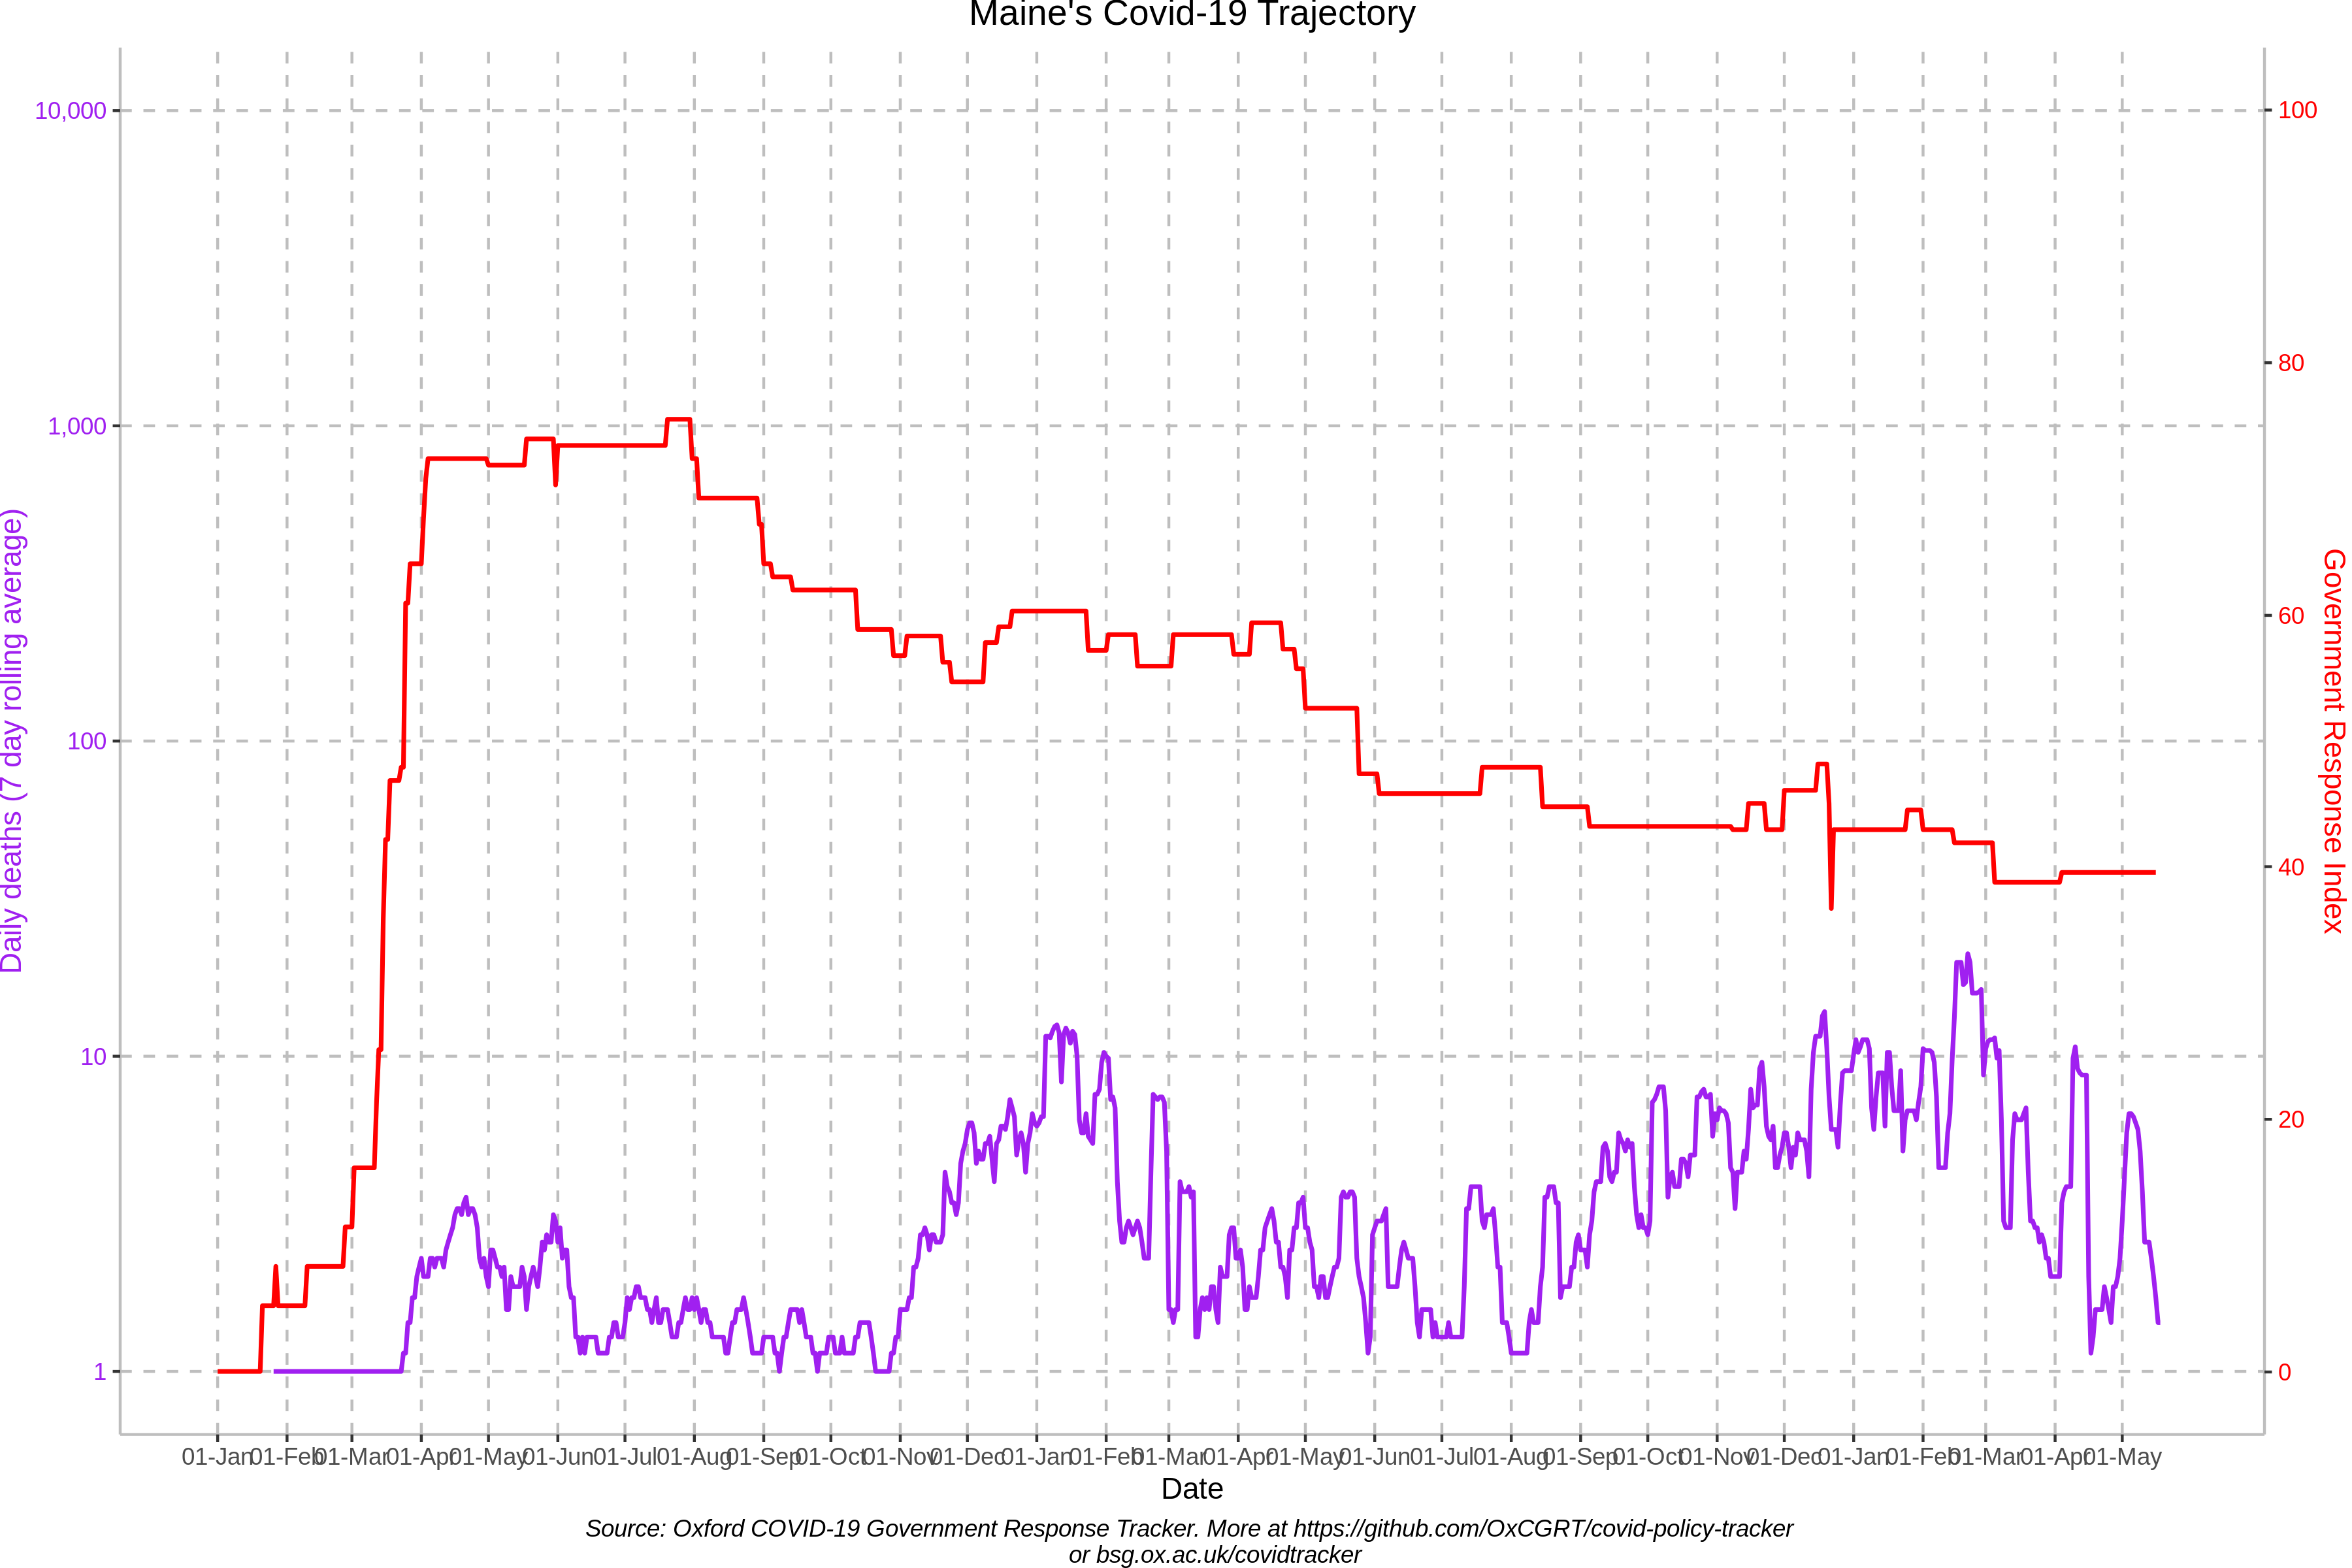 Maine's Covid-19 Trajectory
10,000
1,000
100
10
1
Daily deaths (7 day rolling average)
100
80
60
40
20
0
Government Response Index
01-Jan 01-Feb 01-Mar 01-Apr 01-May 01-Jun 01-Jul 01-Aug 01-Sep 01-Oct 01-Nov 01-Dec 01-Jan 01-Feb 01-Mar 01-Apr 01-May 01-Jun 01-Jul 01-Aug 01-Sep 01-Oct 01-Nov 01-Dec 01-Jan 01-Feb 01-Mar 01-Apr 01-May
Date
Source: Oxford COVID-19 Government Response Tracker. More at https://github.com/OxCGRT/covid-policy-tracker
or bsg.ox.ac.uk/covidtracker